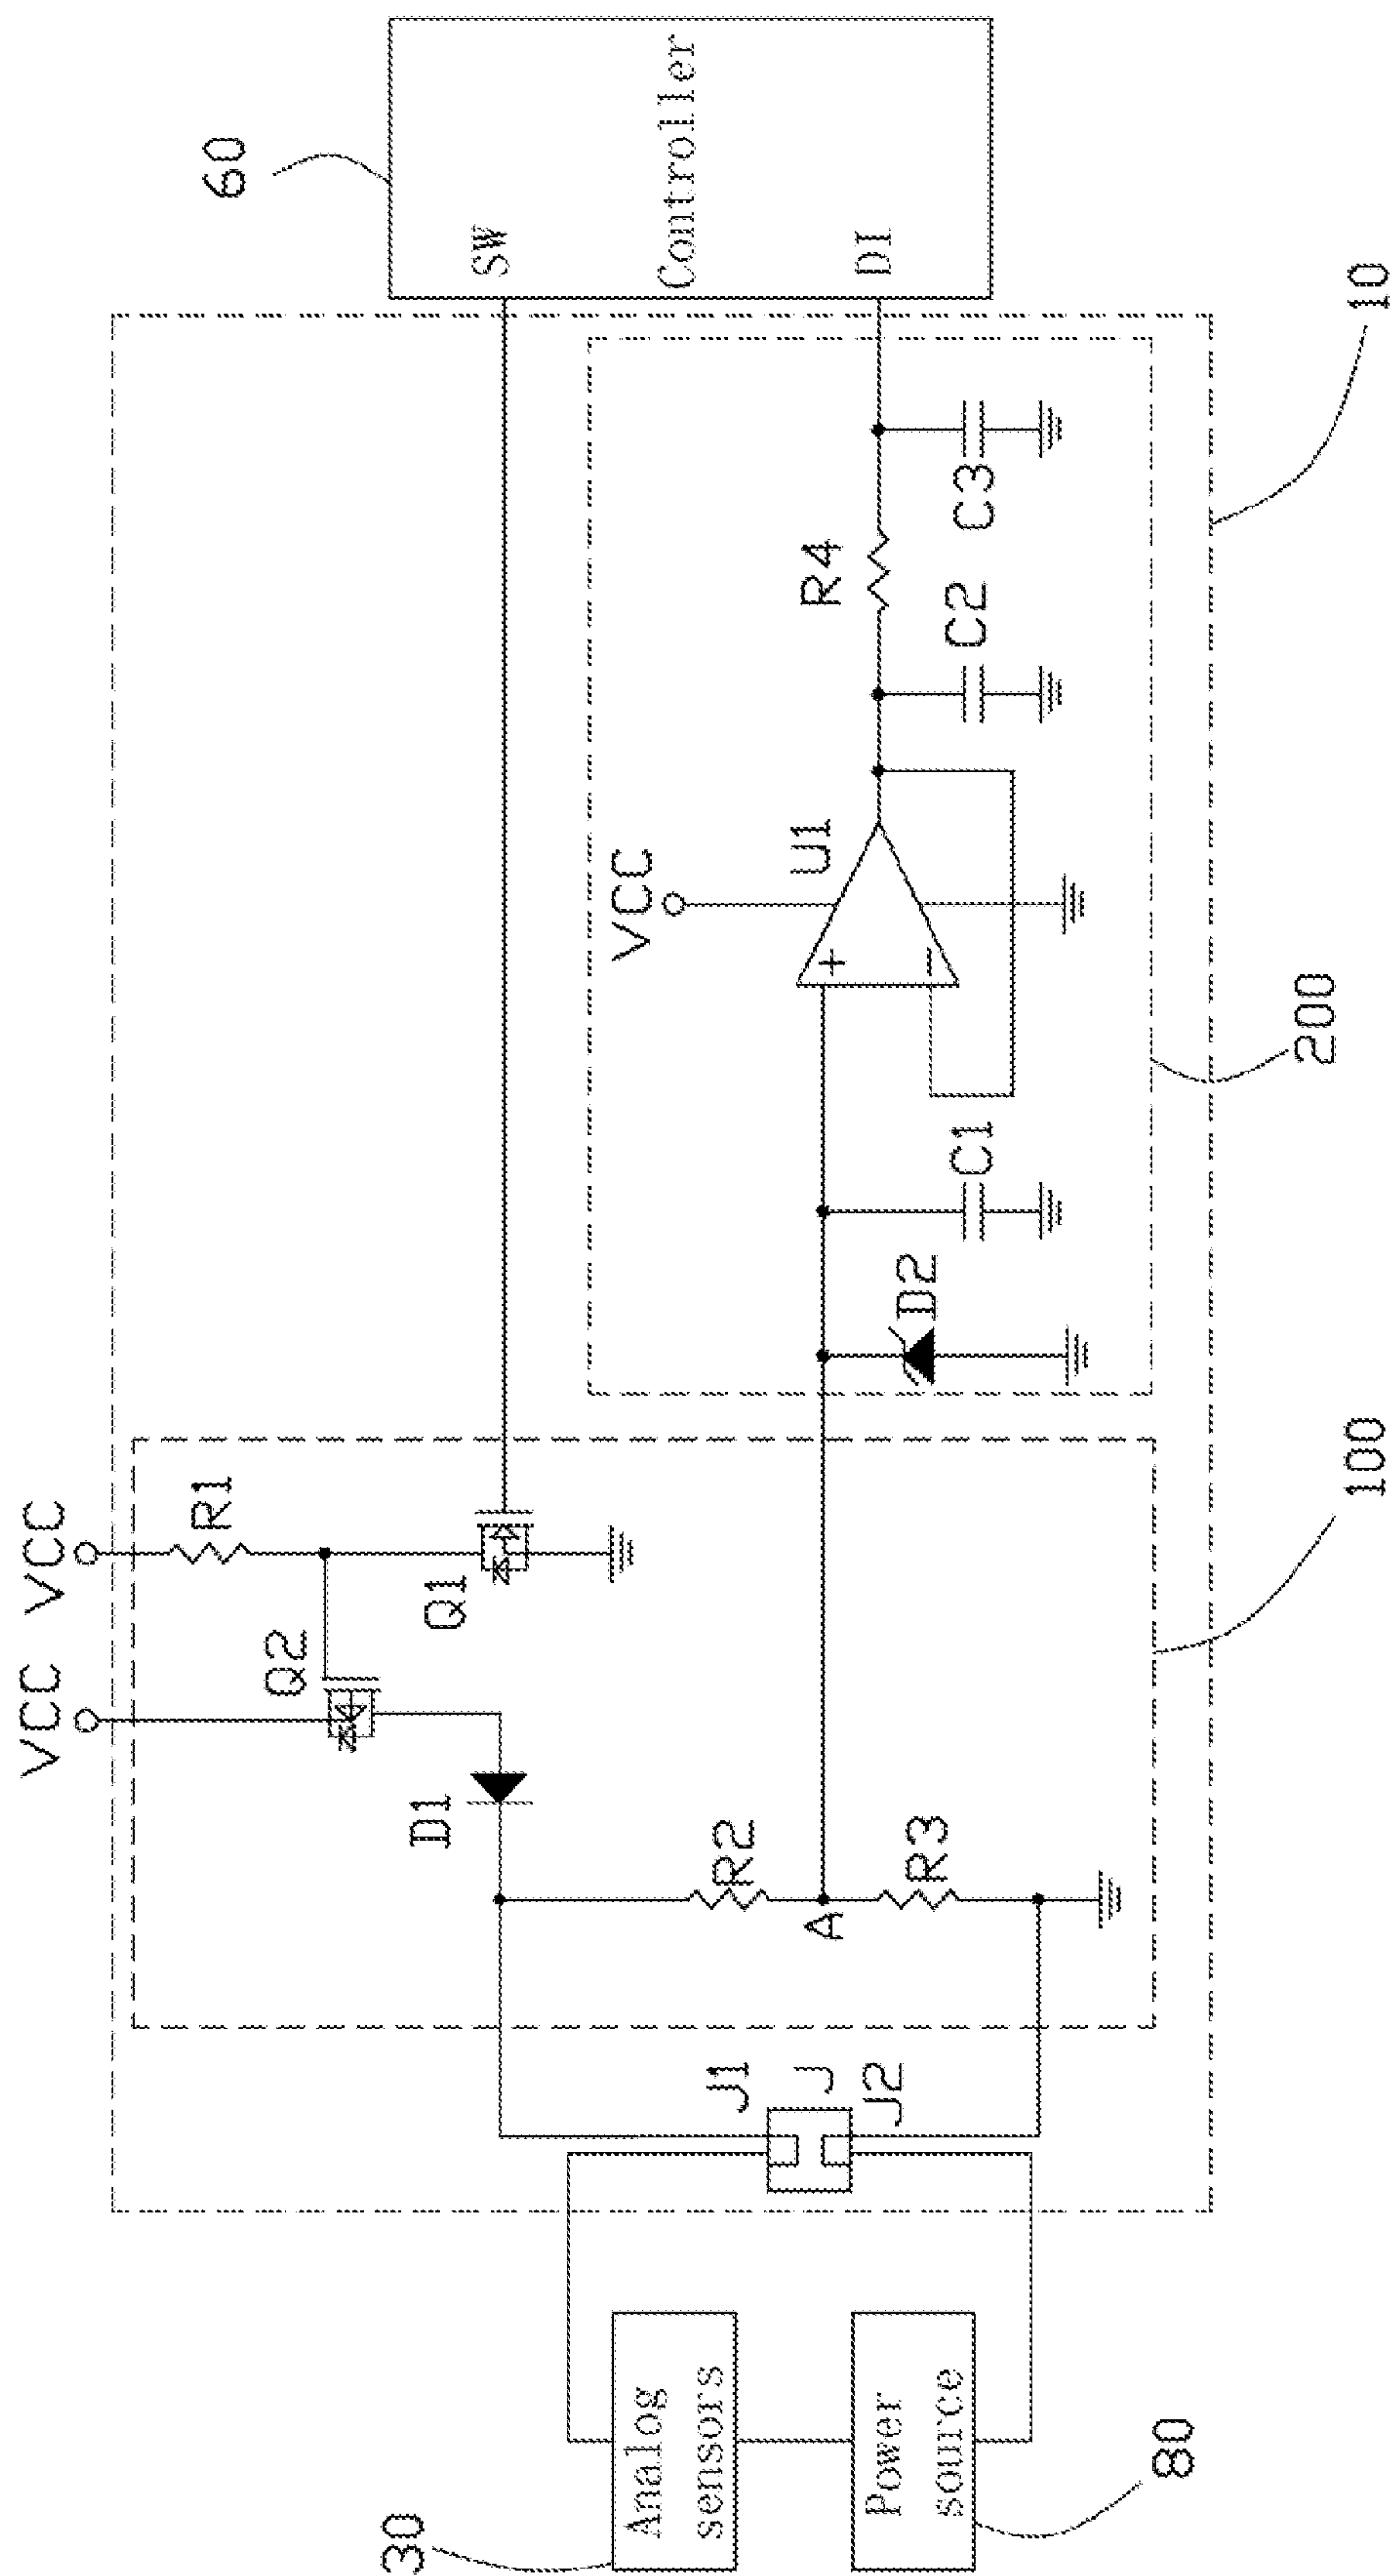 60
SW
Controller
DI
10
VCC
VCC
R1
Q2
Q1
D1
R2
A
R3
100
VCC
U1
R4
C3
C2
C1
D2
200
J1
J
J2
Analog
sensors
30
Power
source
80